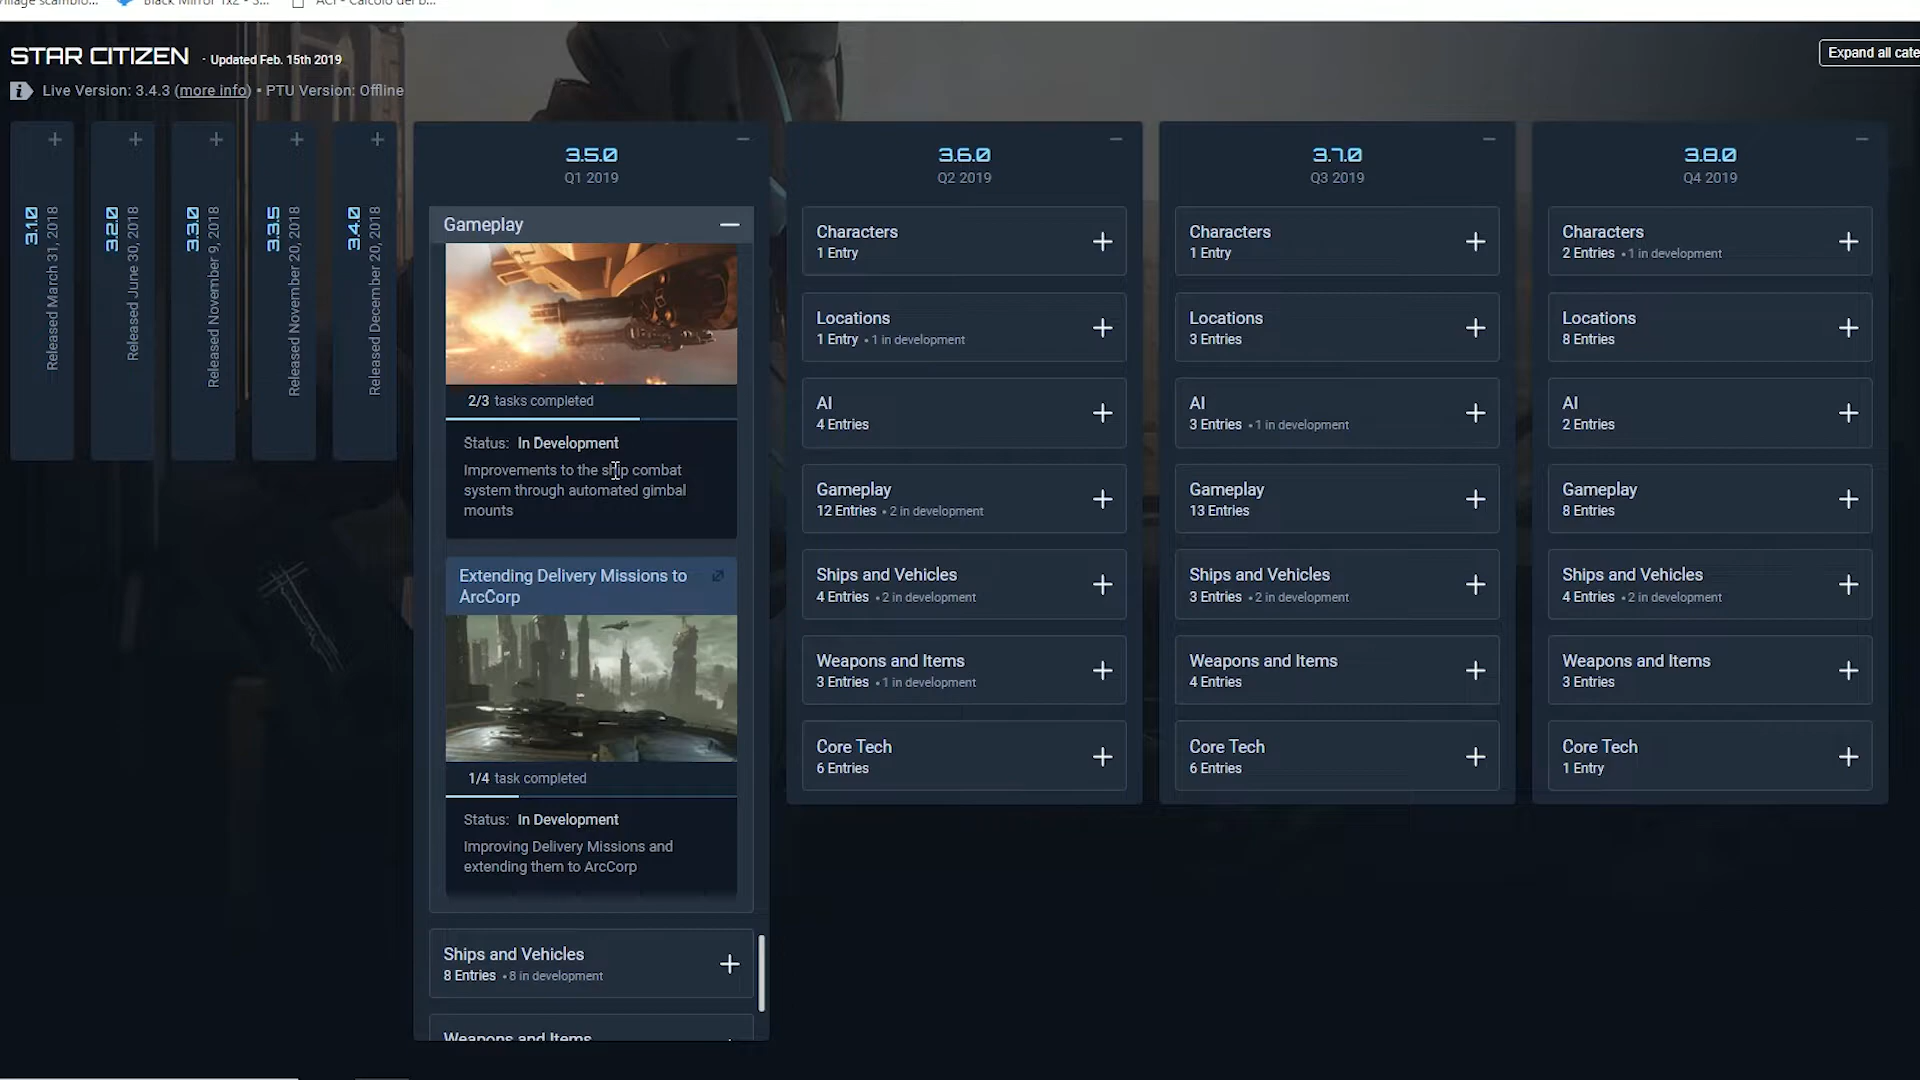 Black Mirror 1x2 - S...
STAR CITIZEN · Updated Feb. 15th 2019
Expand all cate
Live Version: 3.4.3 (more info) • PTU Version: Offline
3.1.0
Released March 31, 2018
3.2.0
Released June 30, 2018
3.3.0
Released November 9, 2018
3.3.5
Released November 20, 2018
3.4.0
Released December 20, 2018
3.5.0
Q1 2019
Gameplay
2/3 tasks completed
Status: In Development
Improvements to the ship combat
system through automated gimbal
mounts
Extending Delivery Missions to
ArcCorp
1/4 task completed
Status: In Development
Improving Delivery Missions and
extending them to ArcCorp
Ships and Vehicles
8 Entries • 8 in development
Weapons and Items
3.6.0
Q2 2019
Characters
1 Entry
Locations
1 Entry • 1 in development
AI
4 Entries
Gameplay
12 Entries • 2 in development
Ships and Vehicles
4 Entries • 2 in development
Weapons and Items
3 Entries • 1 in development
Core Tech
6 Entries
3.7.0
Q3 2019
Characters
1 Entry
Locations
3 Entries
AI
3 Entries • 1 in development
Gameplay
13 Entries
Ships and Vehicles
3 Entries • 2 in development
Weapons and Items
4 Entries
Core Tech
6 Entries
3.8.0
Q4 2019
Characters
2 Entries • 1 in development
Locations
8 Entries
AI
2 Entries
Gameplay
8 Entries
Ships and Vehicles
4 Entries • 2 in development
Weapons and Items
3 Entries
Core Tech
1 Entry